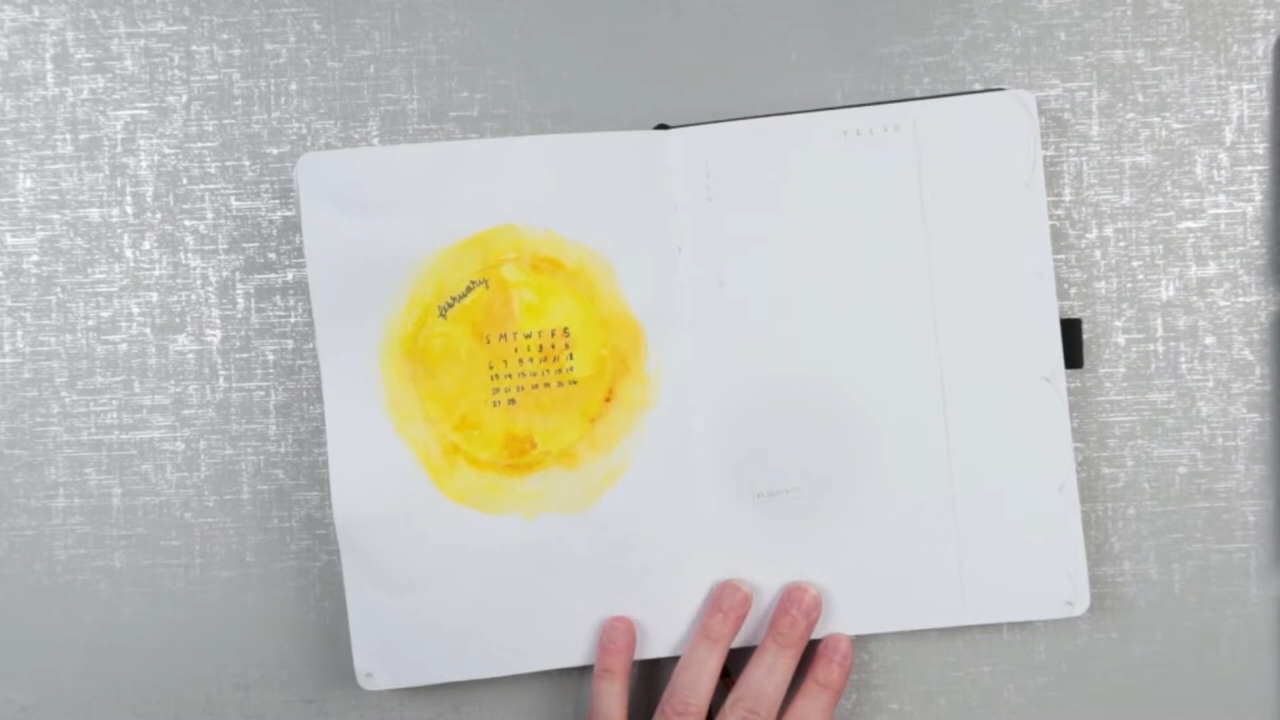 february
S M T W T F S
1 2 3 4 5
6 7 8 9 10 11 12
13 14 15 16 17 18 19
20 21 22 23 24 25 26
27 28